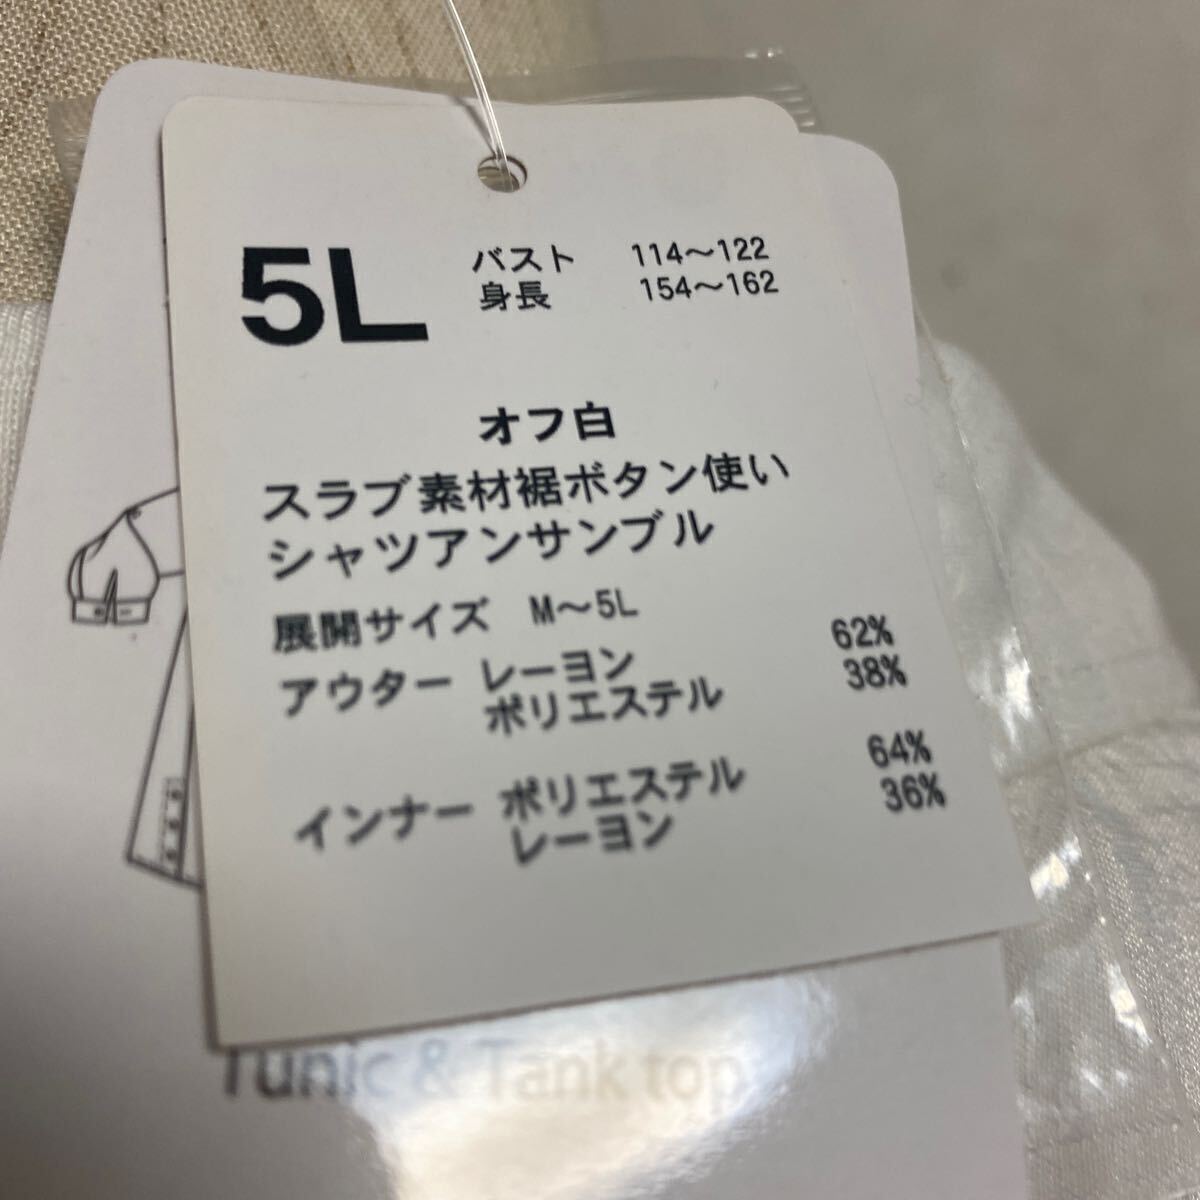 5L
バスト 114～122
身長 154～162
オフ白
スラブ素材裾ボタン使い
シャツアンサンブル
展開サイズ M～5L
アウター レーヨン 62%
ポリエステル 38%
インナー ポリエステル 64%
レーヨン 36%
Tunic & Tank top